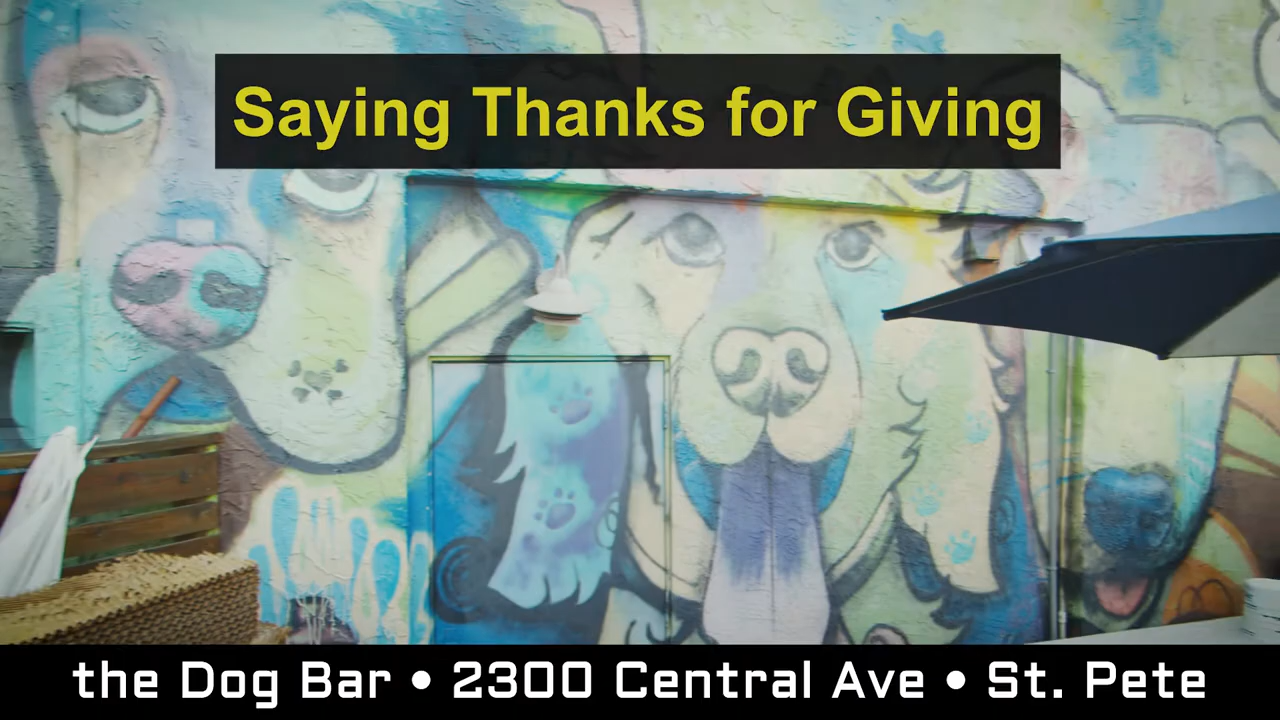 Saying Thanks for Giving
the Dog Bar • 2300 Central Ave • St. Pete